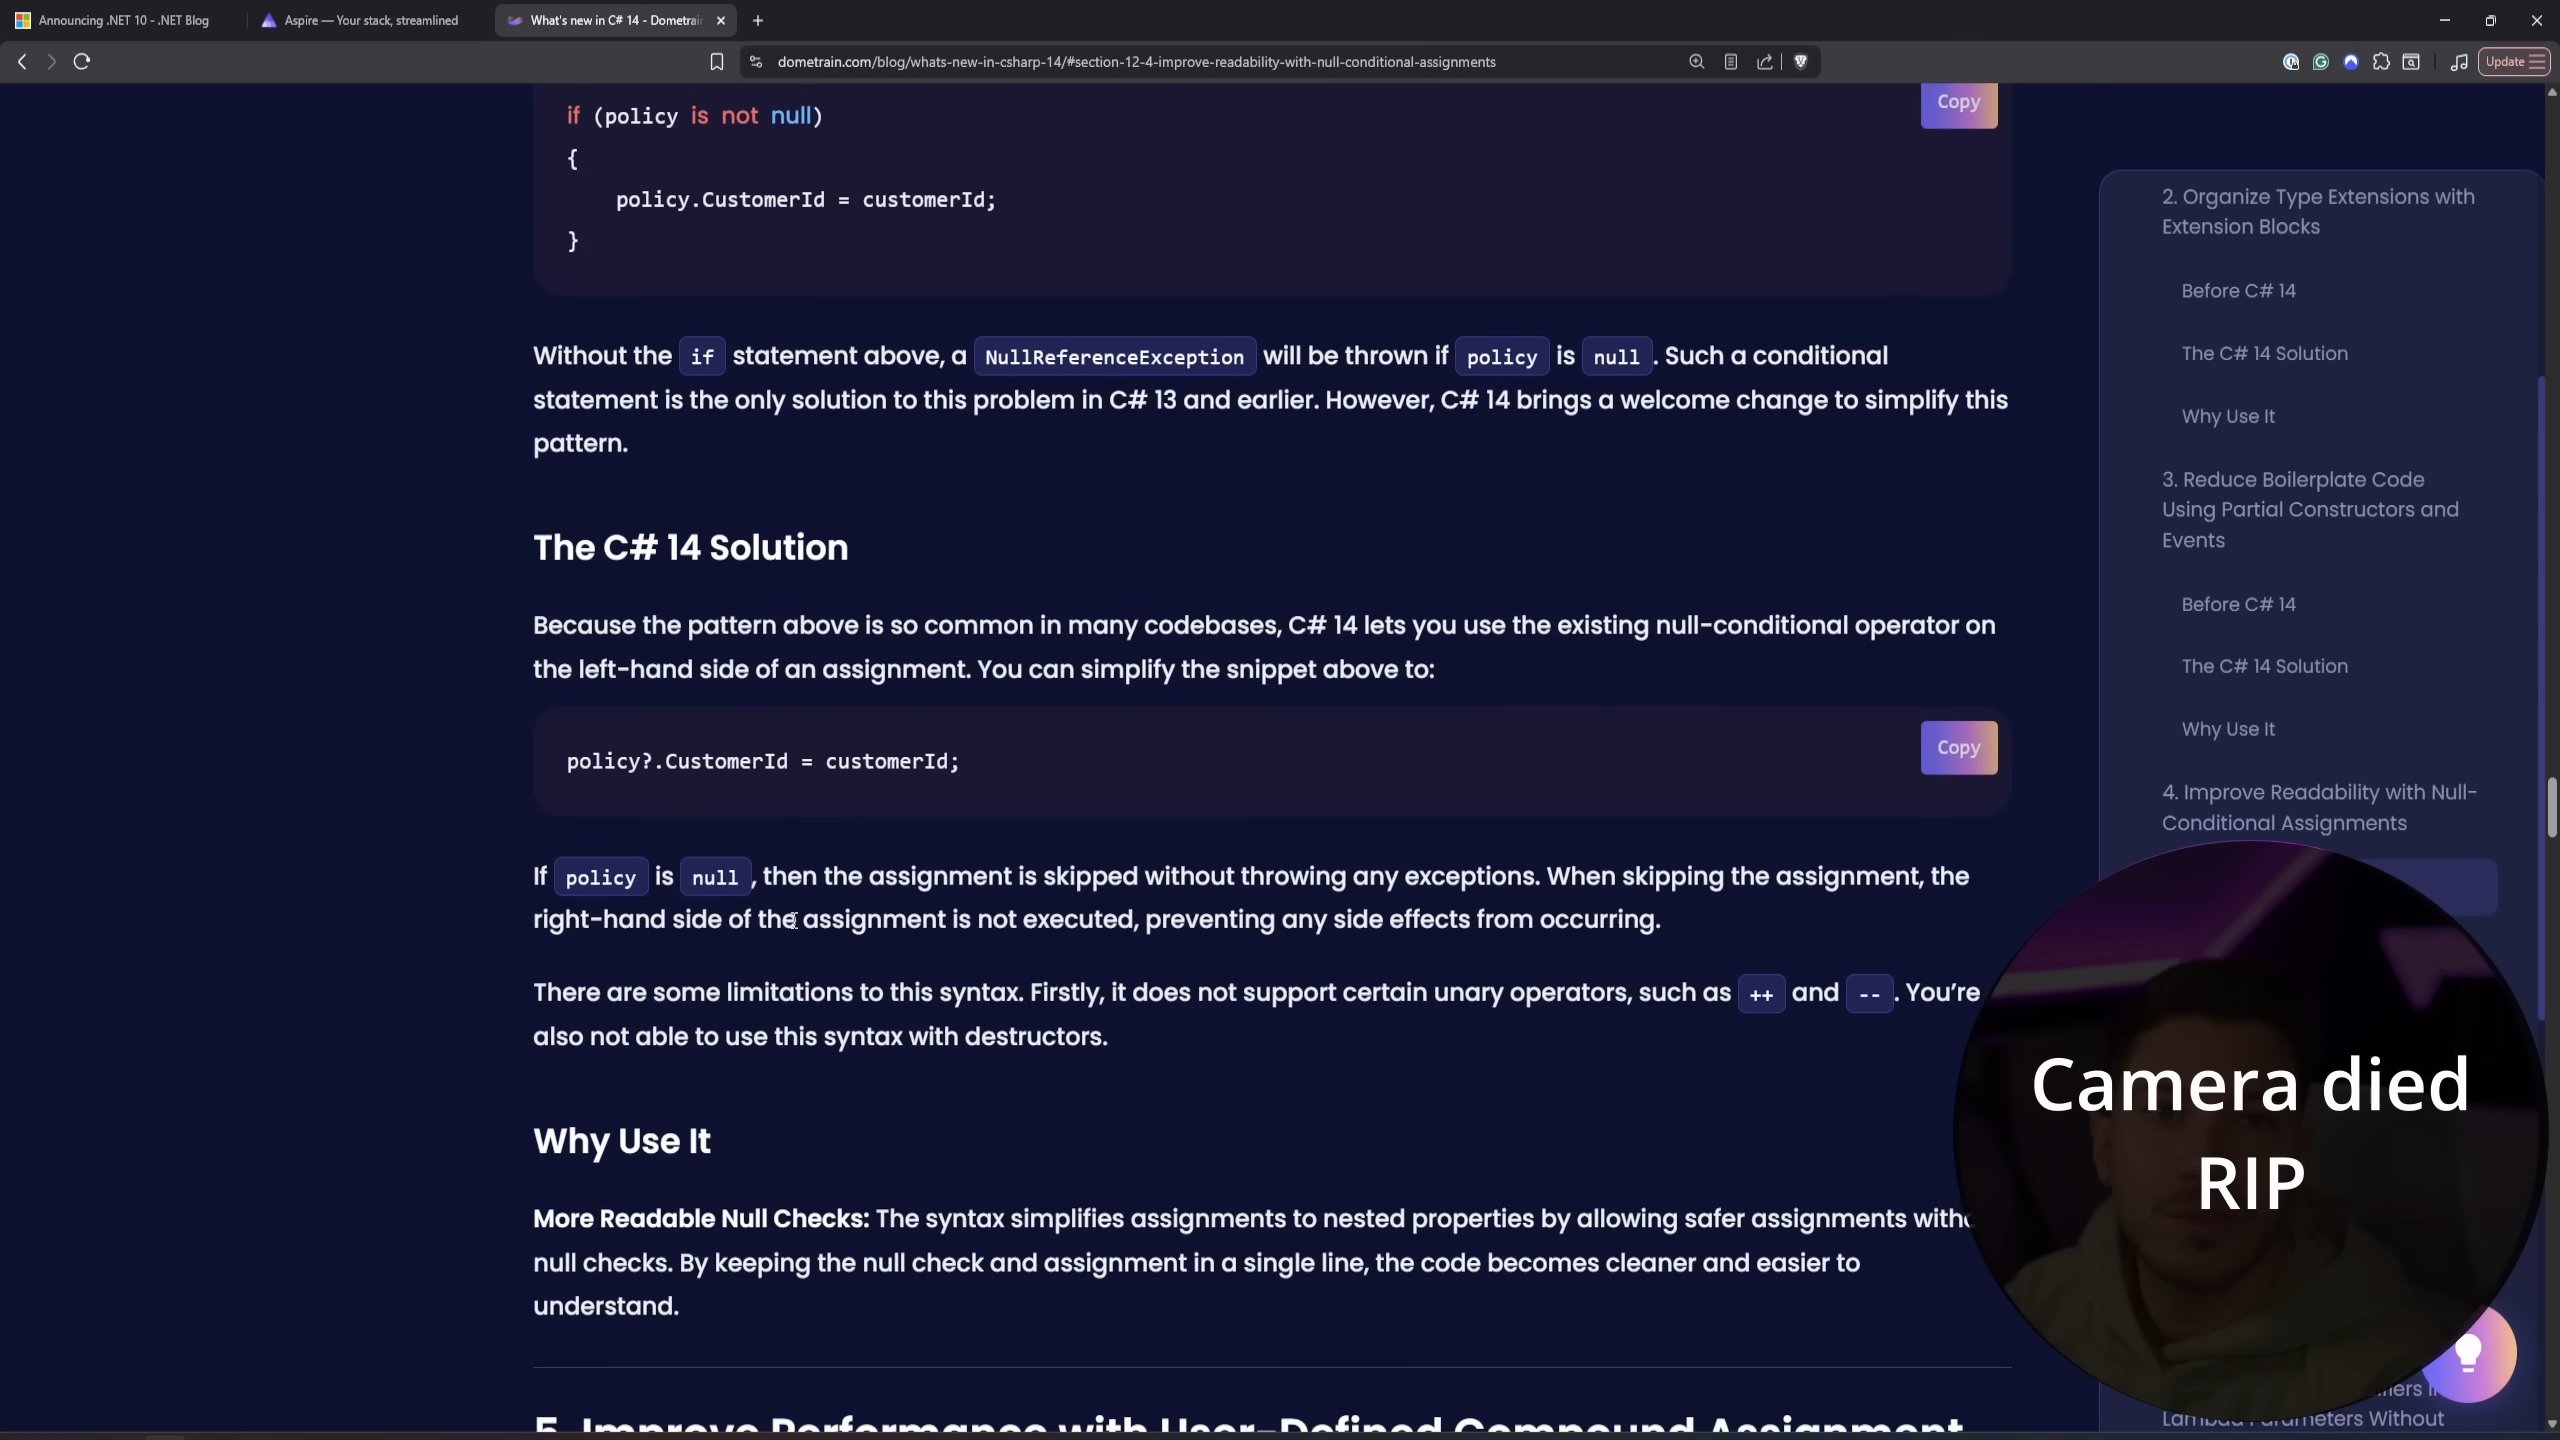 Announcing .NET 10 - .NET Blog
Aspire — Your stack, streamlined
What's new in C# 14 - Dometrain
dometrain.com/blog/whats-new-in-csharp-14/#section-12-4-improve-readability-with-null-conditional-assignments
Update
if (policy is not null)
Copy
{
policy.CustomerId = customerId;
}
Without the if statement above, a NullReferenceException will be thrown if policy is null. Such a conditional
statement is the only solution to this problem in C# 13 and earlier. However, C# 14 brings a welcome change to simplify this
pattern.
The C# 14 Solution
Because the pattern above is so common in many codebases, C# 14 lets you use the existing null-conditional operator on
the left-hand side of an assignment. You can simplify the snippet above to:
policy?.CustomerId = customerId;
Copy
If policy is null, then the assignment is skipped without throwing any exceptions. When skipping the assignment, the
right-hand side of the assignment is not executed, preventing any side effects from occurring.
There are some limitations to this syntax. Firstly, it does not support certain unary operators, such as ++ and --. You're
also not able to use this syntax with destructors.
Why Use It
More Readable Null Checks: The syntax simplifies assignments to nested properties by allowing safer assignments
null checks. By keeping the null check and assignment in a single line, the code becomes cleaner and easier to
understand.
5. Improve Performance with User-Defined Compound Assignment
2. Organize Type Extensions with
Extension Blocks
Before C# 14
The C# 14 Solution
Why Use It
3. Reduce Boilerplate Code
Using Partial Constructors and
Events
Before C# 14
The C# 14 Solution
Why Use It
4. Improve Readability with Null-
Conditional Assignments
Camera died
RIP
Lambda Parameters Without